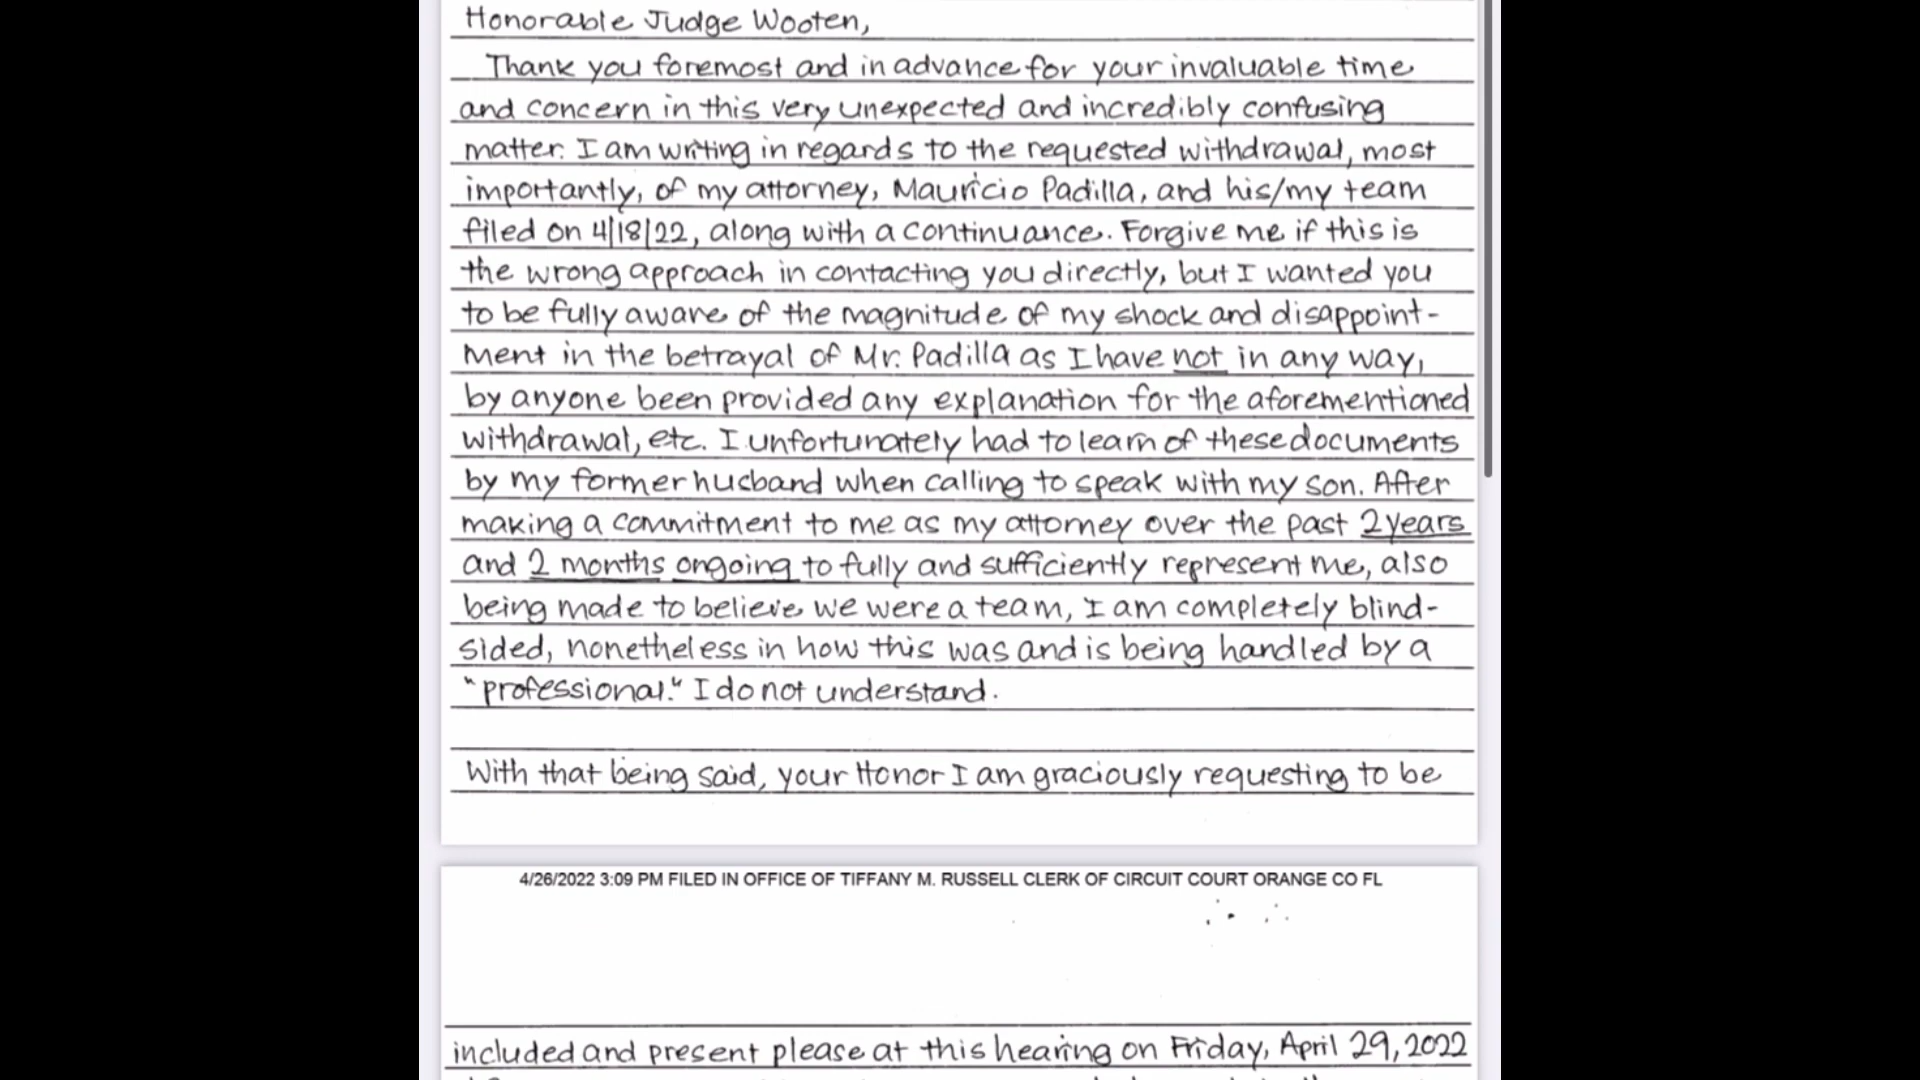 Honorable Judge Wooten,
Thank you foremost and in advance for your invaluable time
and concern in this very unexpected and incredibly confusing
matter. I am writing in regards to the requested withdrawal, most
importantly, of my attorney, Mauricio Padilla, and his/my team
filed on 4/18/22, along with a continuance. Forgive me if this is
the wrong approach in contacting you directly, but I wanted you
to be fully aware of the magnitude of my shock and disappoint-
ment in the betrayal of Mr. Padilla as I have not in any way,
by anyone been provided any explanation for the aforementioned
withdrawal, etc. I unfortunately had to learn of these documents
by my former husband when calling to speak with my son. After
making a commitment to me as my attorney over the past 2 years
and 2 months ongoing to fully and sufficiently represent me, also
being made to believe we were a team, I am completely blind-
sided, nonetheless in how this was and is being handled by a
"professional." I do not understand.
With that being said, your Honor I am graciously requesting to be
4/26/2022 3:09 PM FILED IN OFFICE OF TIFFANY M. RUSSELL CLERK OF CIRCUIT COURT ORANGE CO FL
included and present please at this hearing on Friday, April 29, 2022